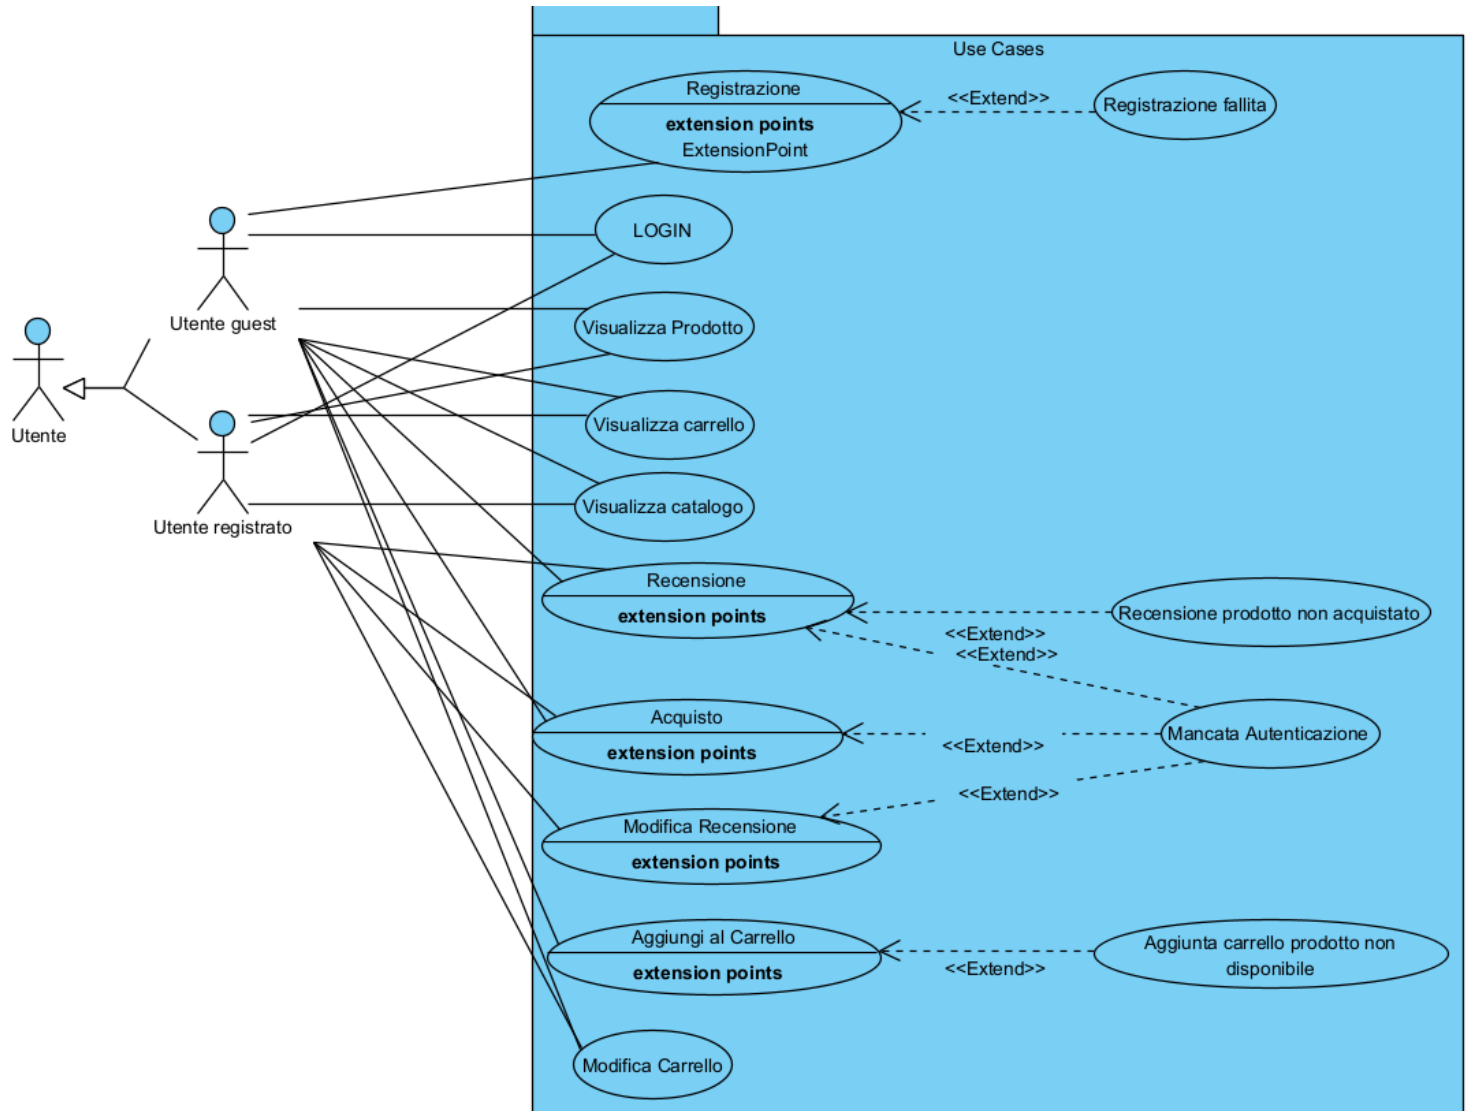 Use Cases
Registrazione
extension points
ExtensionPoint
<<Extend>>
Registrazione fallita
LOGIN
Utente guest
Visualizza Prodotto
Utente
Visualizza carrello
Visualizza catalogo
Utente registrato
Recensione
extension points
<<Extend>>
Recensione prodotto non acquistato
<<Extend>>
Acquisto
extension points
<<Extend>>
Mancata Autenticazione
<<Extend>>
Modifica Recensione
extension points
Aggiungi al Carrello
extension points
<<Extend>>
Aggiunta carrello prodotto non
disponibile
Modifica Carrello